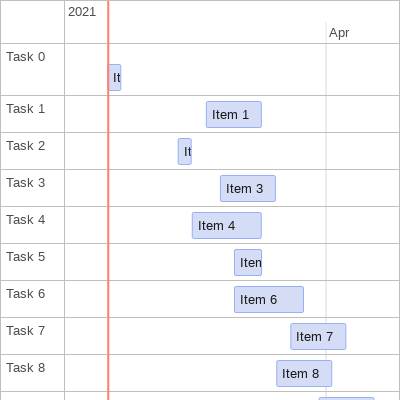 2021
Apr
Task 0
It
Task 1
Item 1
Task 2
It
Task 3
Item 3
Task 4
Item 4
Task 5
Iten
Task 6
Item 6
Task 7
Item 7
Task 8
Item 8